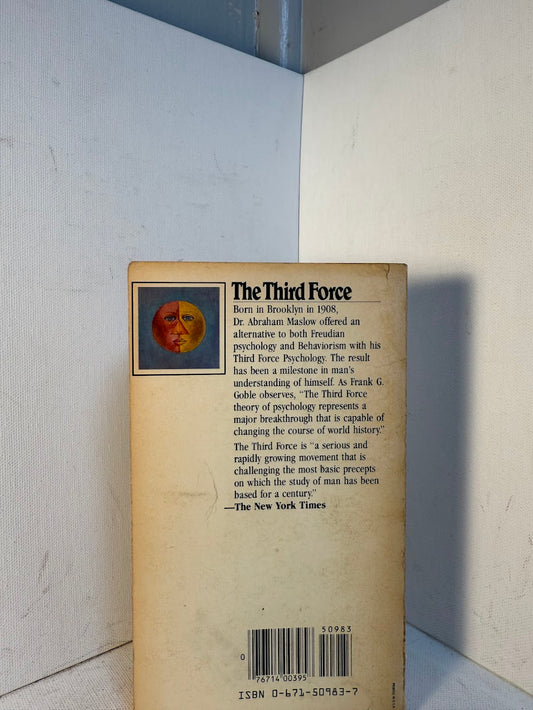 The Third Force
Born in Brooklyn in 1908,
Dr. Abraham Maslow offered an
alternative to both Freudian
psychology and Behaviorism with his
Third Force Psychology. The result
has been a milestone in man's
understanding of himself. As Frank G.
Goble observes, "The Third Force
theory of psychology represents a
major breakthrough that is capable of
changing the course of world history."
The Third Force is "a serious and
rapidly growing movement that is
challenging the most basic precepts
on which the study of man has been
based for a century."
—The New York Times
50983
0
76714 00395
ISBN 0-671-50983-7